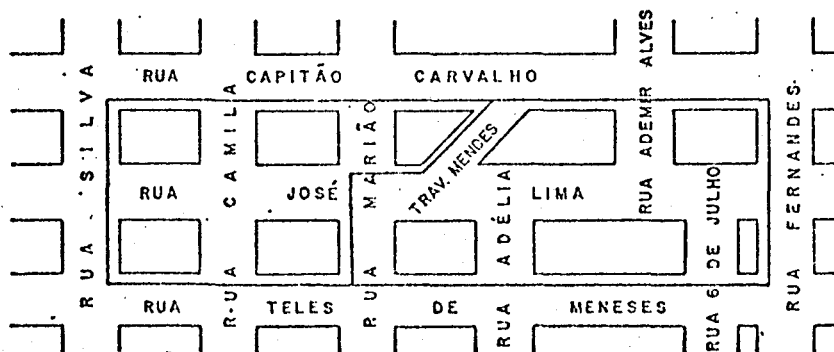 RUA CAPITÃO CARVALHO
RUA SILVA
RUA CAMILA
RUA MARIÃO
TRAV. MENDES
RUA ADÉLIA
RUA ADEMIR ALVES
RUA 6 DE JULHO
RUA FERNANDES
RUA JOSÉ LIMA
RUA TELES DE MENESES